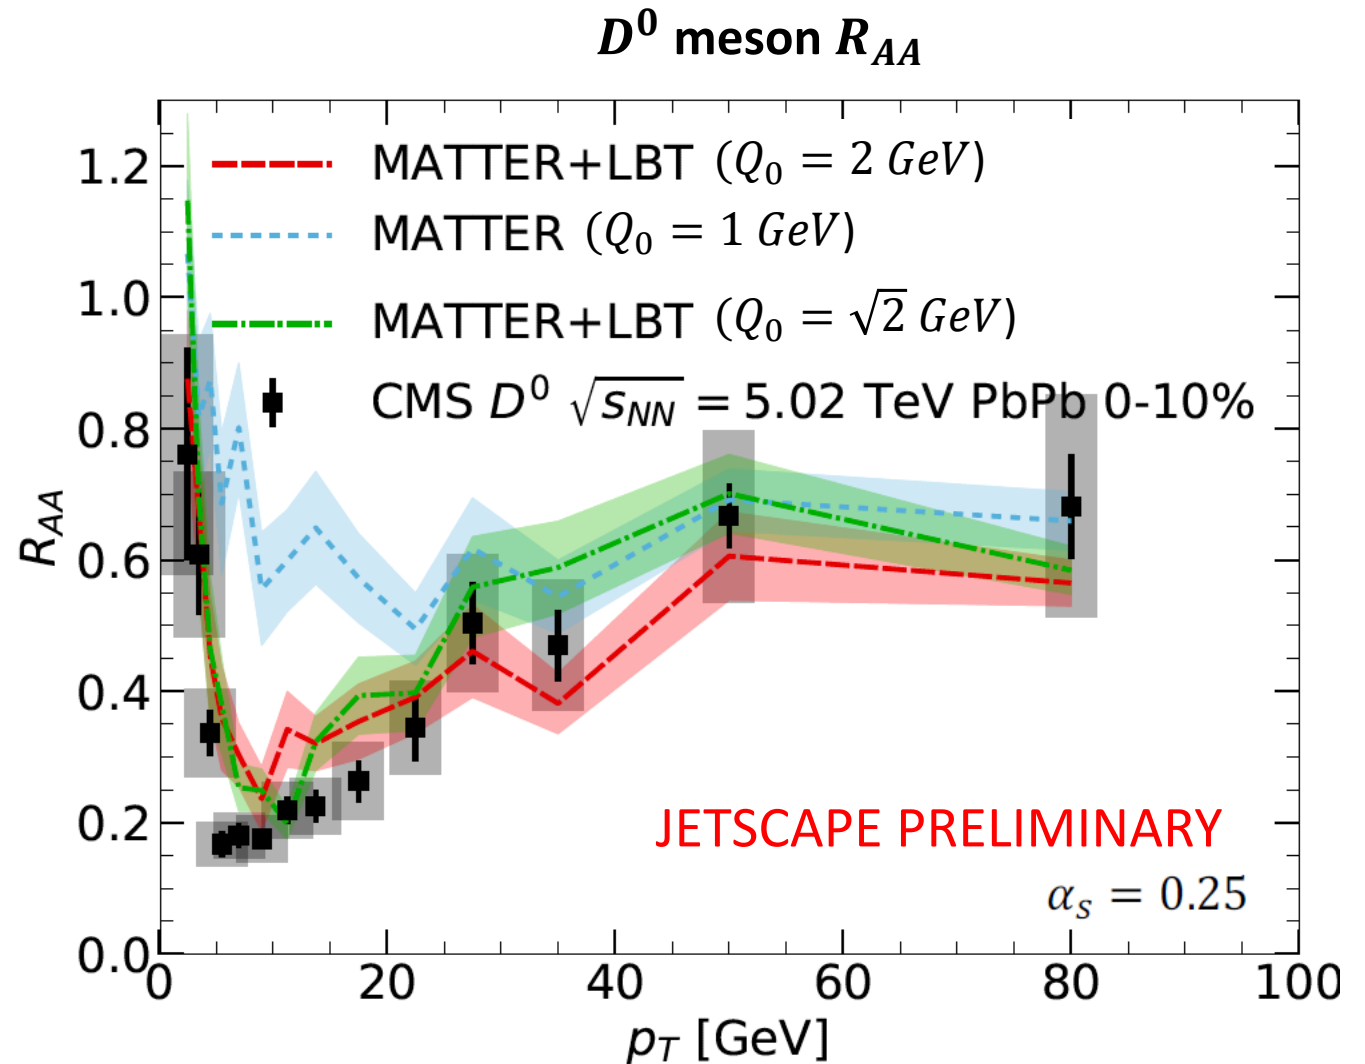 D⁰ meson R_AA
1.2
1.0
0.8
0.6
0.4
0.2
0.0
R_AA
MATTER+LBT (Q₀ = 2 GeV)
MATTER (Q₀ = 1 GeV)
MATTER+LBT (Q₀ = √2 GeV)
CMS D⁰ √s_NN = 5.02 TeV PbPb 0-10%
JETSCAPE PRELIMINARY
α_s = 0.25
0 20 40 60 80 100
p_T [GeV]